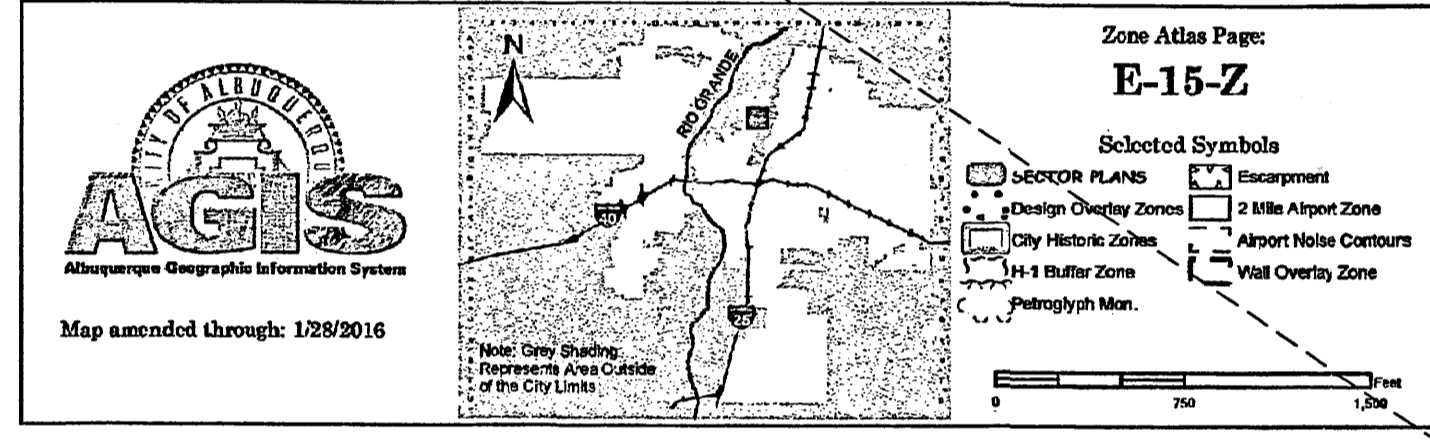 CITY OF ALBUQUERQUE
AGIS
Albuquerque Geographic Information System
Map amended through: 1/28/2016
N
RIO GRANDE
40
25
Note: Grey Shading
Represents Area Outside
of the City Limits
Zone Atlas Page:
E-15-Z
Selected Symbols
SECTOR PLANS
Escarpment
Design Overlay Zones
2 Mile Airport Zone
City Historic Zones
Airport Noise Contours
H-1 Buffer Zone
Wall Overlay Zone
Petroglyph Mon.
Feet
0 750 1,500